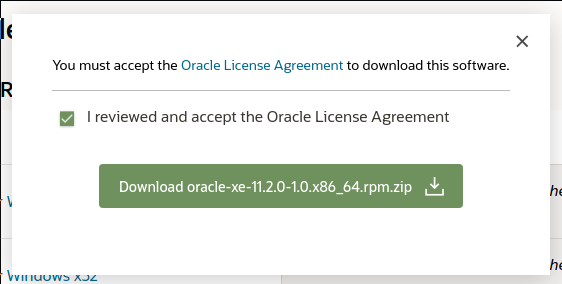 You must accept the Oracle License Agreement to download this software.
I reviewed and accept the Oracle License Agreement
Download oracle-xe-11.2.0-1.0.x86_64.rpm.zip
he
Windows x32
he